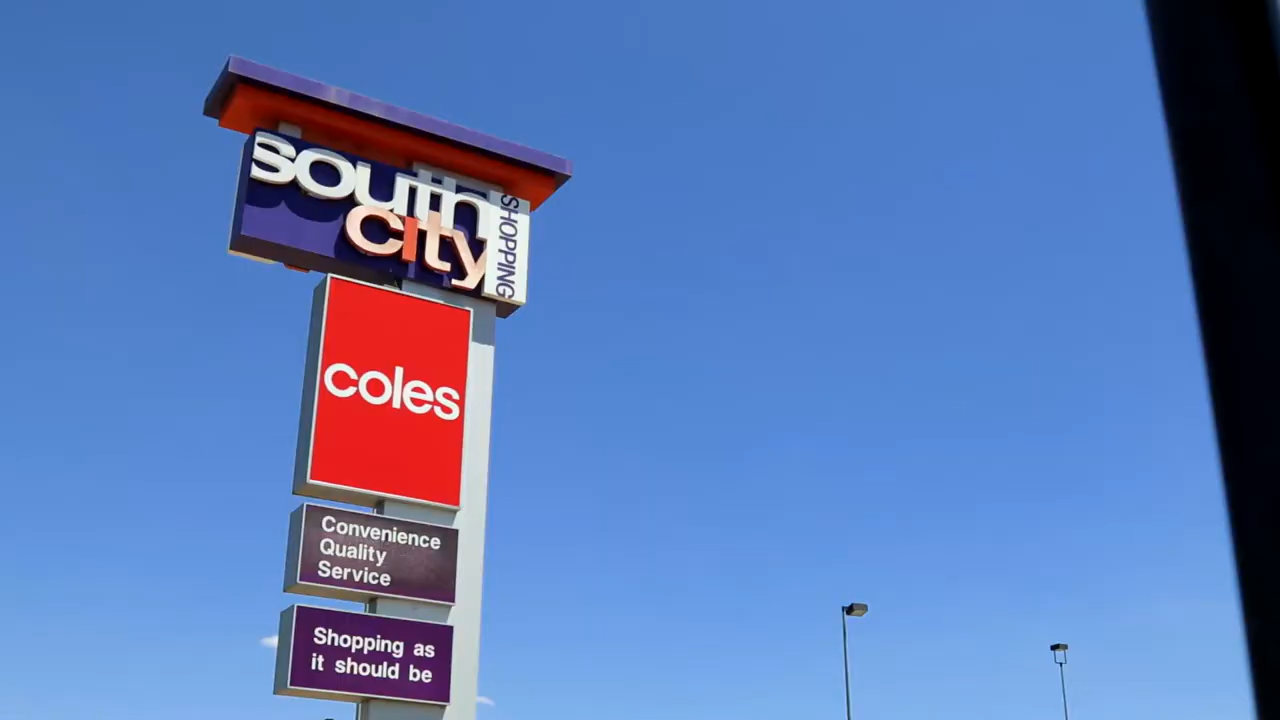 south
city
SHOPPING
coles
Convenience
Quality
Service
Shopping as
it should be